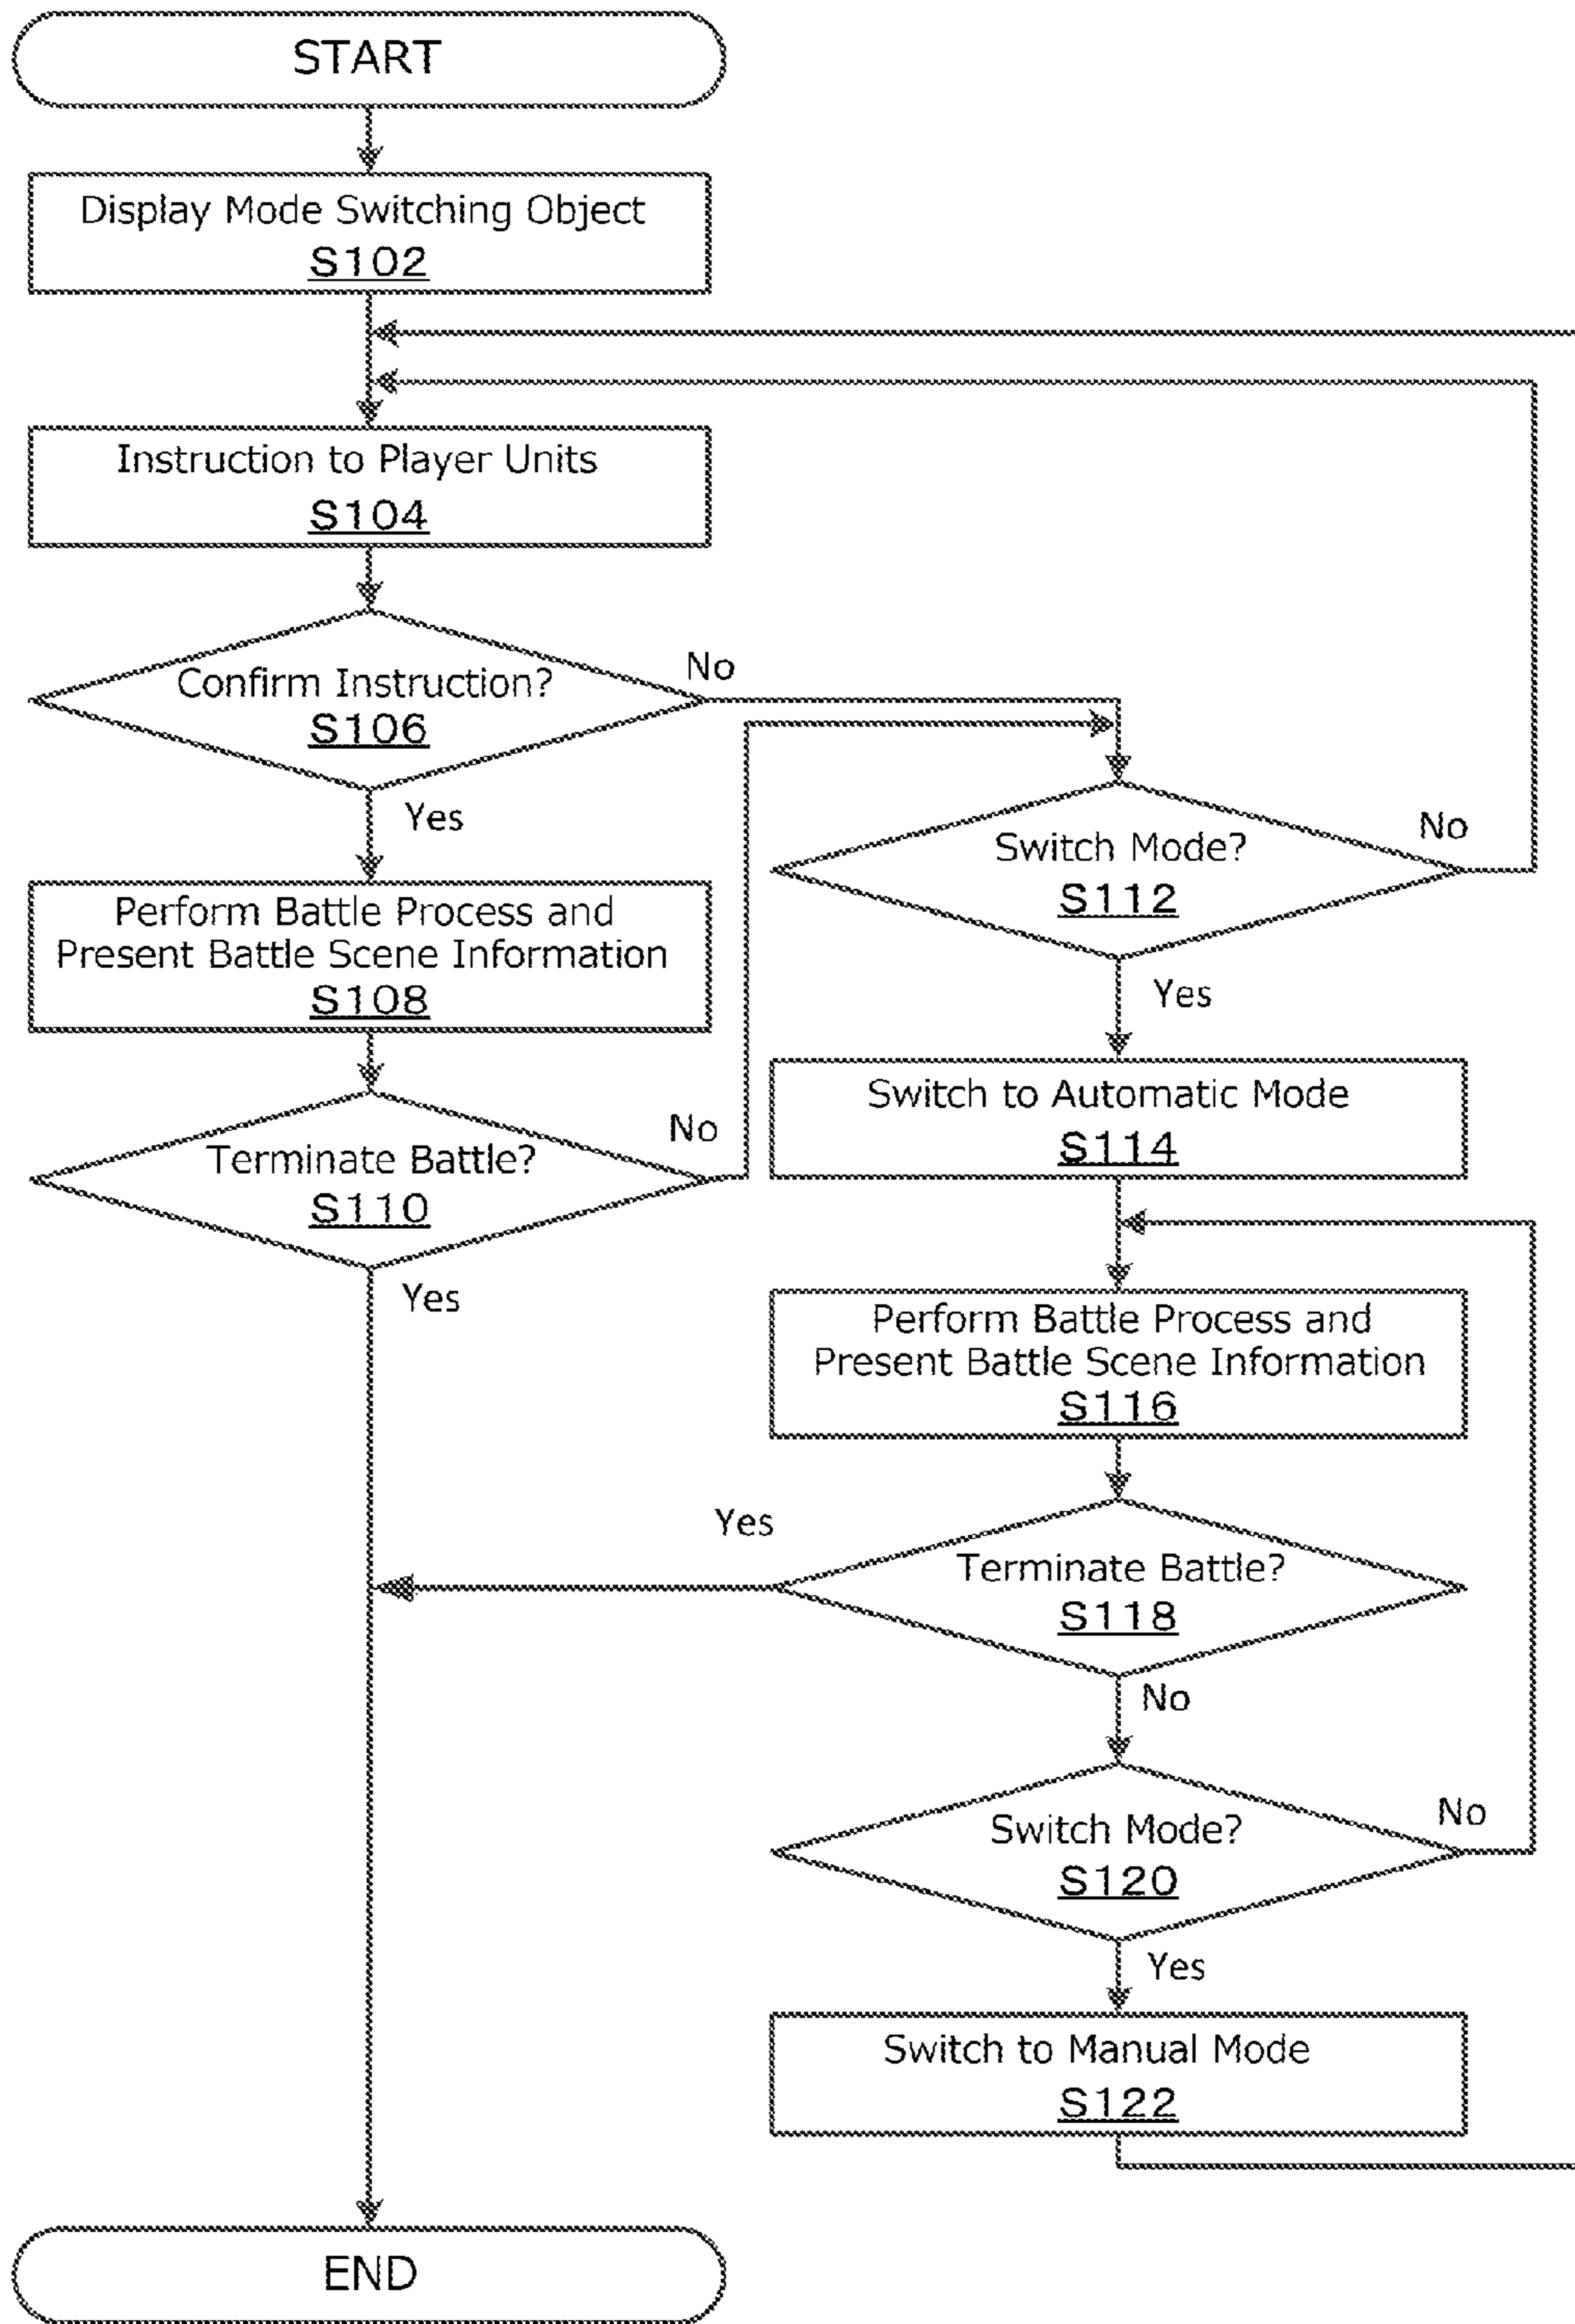 START
Display Mode Switching Object
S102
Instruction to Player Units
S104
Confirm Instruction?
S106
No
Yes
Perform Battle Process and
Present Battle Scene Information
S108
Terminate Battle?
S110
No
Yes
Switch Mode?
S112
No
Yes
Switch to Automatic Mode
S114
Perform Battle Process and
Present Battle Scene Information
S116
Terminate Battle?
S118
Yes
No
Switch Mode?
S120
No
Yes
Switch to Manual Mode
S122
END